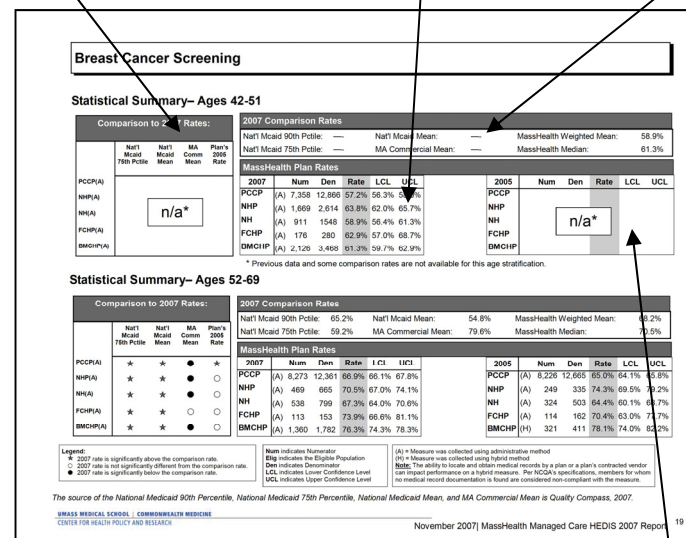 Breast Cancer Screening
Statistical Summary– Ages 42-51
Comparison to 2007 Rates:
Nat'l Mcaid 75th Pctile Nat'l Mcaid Mean MA Comm Mean Plan's 2005 Rate
PCCP(A)
NHP(A)
NH(A)
FCHP(A)
BMCHP(A)
n/a*
2007 Comparison Rates
Nat'l Mcaid 90th Pctile: — Nat'l Mcaid Mean: — MassHealth Weighted Mean: 58.9%
Nat'l Mcaid 75th Pctile: — MA Commercial Mean: — MassHealth Median: 61.3%
MassHealth Plan Rates
2007 Num Den Rate LCL UCL
PCCP (A) 7,358 12,866 57.2% 56.3%
NHP (A) 1,669 2,614 63.8% 62.0% 65.7%
NH (A) 911 1548 58.9% 56.4% 61.3%
FCHP (A) 176 280 62.9% 57.0% 68.7%
BMCHP (A) 2,126 3,468 61.3% 59.7% 62.9%
2005 Num Den Rate LCL UCL
PCCP
NHP
NH
FCHP
BMCHP
n/a*
* Previous data and some comparison rates are not available for this age stratification.
Statistical Summary– Ages 52-69
Comparison to 2007 Rates:
Nat'l Mcaid 75th Pctile Nat'l Mcaid Mean MA Comm Mean Plan's 2005 Rate
PCCP(A) ★ ★ ● ★
NHP(A) ★ ★ ● ○
NH(A) ★ ★ ● ○
FCHP(A) ★ ★ ○ ○
BMCHP(A) ★ ★ ○ ○
2007 Comparison Rates
Nat'l Mcaid 90th Pctile: 65.2% Nat'l Mcaid Mean: 54.8% MassHealth Weighted Mean: 68.2%
Nat'l Mcaid 75th Pctile: 59.2% MA Commercial Mean: 79.6% MassHealth Median: 70.5%
MassHealth Plan Rates
2007 Num Den Rate LCL UCL
PCCP (A) 8,273 12,361 66.9% 66.1% 67.8%
NHP (A) 469 665 70.5% 67.0% 74.1%
NH (A) 538 799 67.3% 64.0% 70.6%
FCHP (A) 113 153 73.9% 66.6% 81.1%
BMCHP (A) 1,360 1,782 76.3% 74.3% 78.3%
2005 Num Den Rate LCL UCL
PCCP (A) 8,226 12,665 65.0% 64.1% 65.8%
NHP (A) 249 335 74.3% 69.5% 79.2%
NH (A) 324 503 64.4% 60.1% 68.7%
FCHP (A) 114 162 70.4% 63.0% 77.7%
BMCHP (H) 321 411 78.1% 74.0% 82.2%
Legend:
★ 2007 rate is significantly above the comparison rate.
○ 2007 rate is not significantly different from the comparison rate.
● 2007 rate is significantly below the comparison rate.
Num indicates Numerator
Elig indicates the Eligible Population
Den indicates Denominator
LCL indicates Lower Confidence Level
UCL indicates Upper Confidence Level
(A) = Measure was collected using administrative method
(H) = Measure was collected using hybrid method
Note: The ability to locate and obtain medical records by a plan or a plan's contracted vendor
can impact performance on a hybrid measure. Per NCQA's specifications, members for whom
no medical record documentation is found are considered non-compliant with the measure.
The source of the National Medicaid 90th Percentile, National Medicaid 75th Percentile, National Medicaid Mean, and MA Commercial Mean is Quality Compass, 2007.
UMASS MEDICAL SCHOOL | COMMONWEALTH MEDICINE
CENTER FOR HEALTH POLICY AND RESEARCH
November 2007| MassHealth Managed Care HEDIS 2007 Report 19